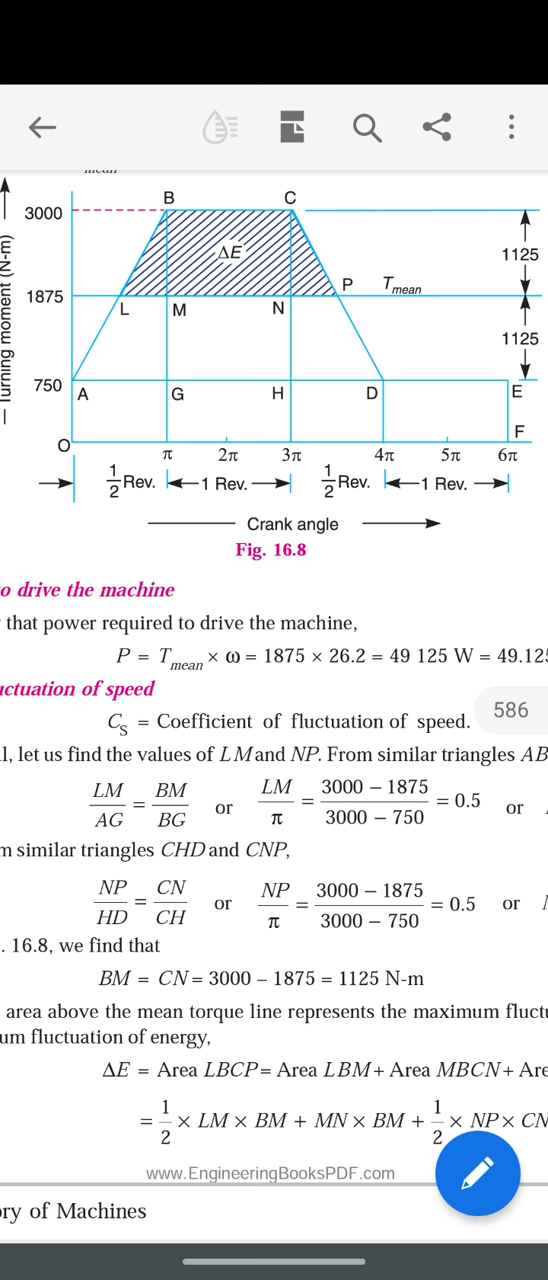 mean
B C
3000
ΔE
1125
P T mean
1875
L M N
1125
750
A G H D E
F
O
π 2π 3π 4π 5π 6π
1/2 Rev. 1 Rev. 1/2 Rev. 1 Rev.
Crank angle
— Turning moment (N-m)
Fig. 16.8
to drive the machine
that power required to drive the machine,
P = T mean × ω = 1875 × 26.2 = 49 125 W = 49.125
uctuation of speed
586
C S = Coefficient of fluctuation of speed.
l, let us find the values of LM and NP. From similar triangles AB
LM/AG = BM/BG or LM/π = (3000 – 1875)/(3000 – 750) = 0.5 or
m similar triangles CHD and CNP,
NP/HD = CN/CH or NP/π = (3000 – 1875)/(3000 – 750) = 0.5 or
. 16.8, we find that
BM = CN = 3000 – 1875 = 1125 N-m
area above the mean torque line represents the maximum fluctu
um fluctuation of energy,
ΔE = Area LBCP = Area LBM + Area MBCN + Are
= 1/2 × LM × BM + MN × BM + 1/2 × NP × CN
www.EngineeringBooksPDF.com
ory of Machines